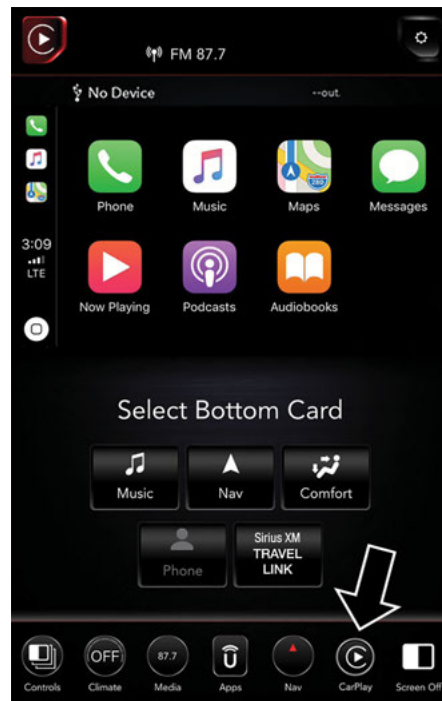 FM 87.7
No Device
--out.
Phone Music Maps Messages
3:09
LTE
Now Playing Podcasts Audiobooks
280
Select Bottom Card
Music Nav Comfort
Phone
Sirius XM
TRAVEL
LINK
OFF 87.7
Controls Climate Media Apps Nav CarPlay Screen Off